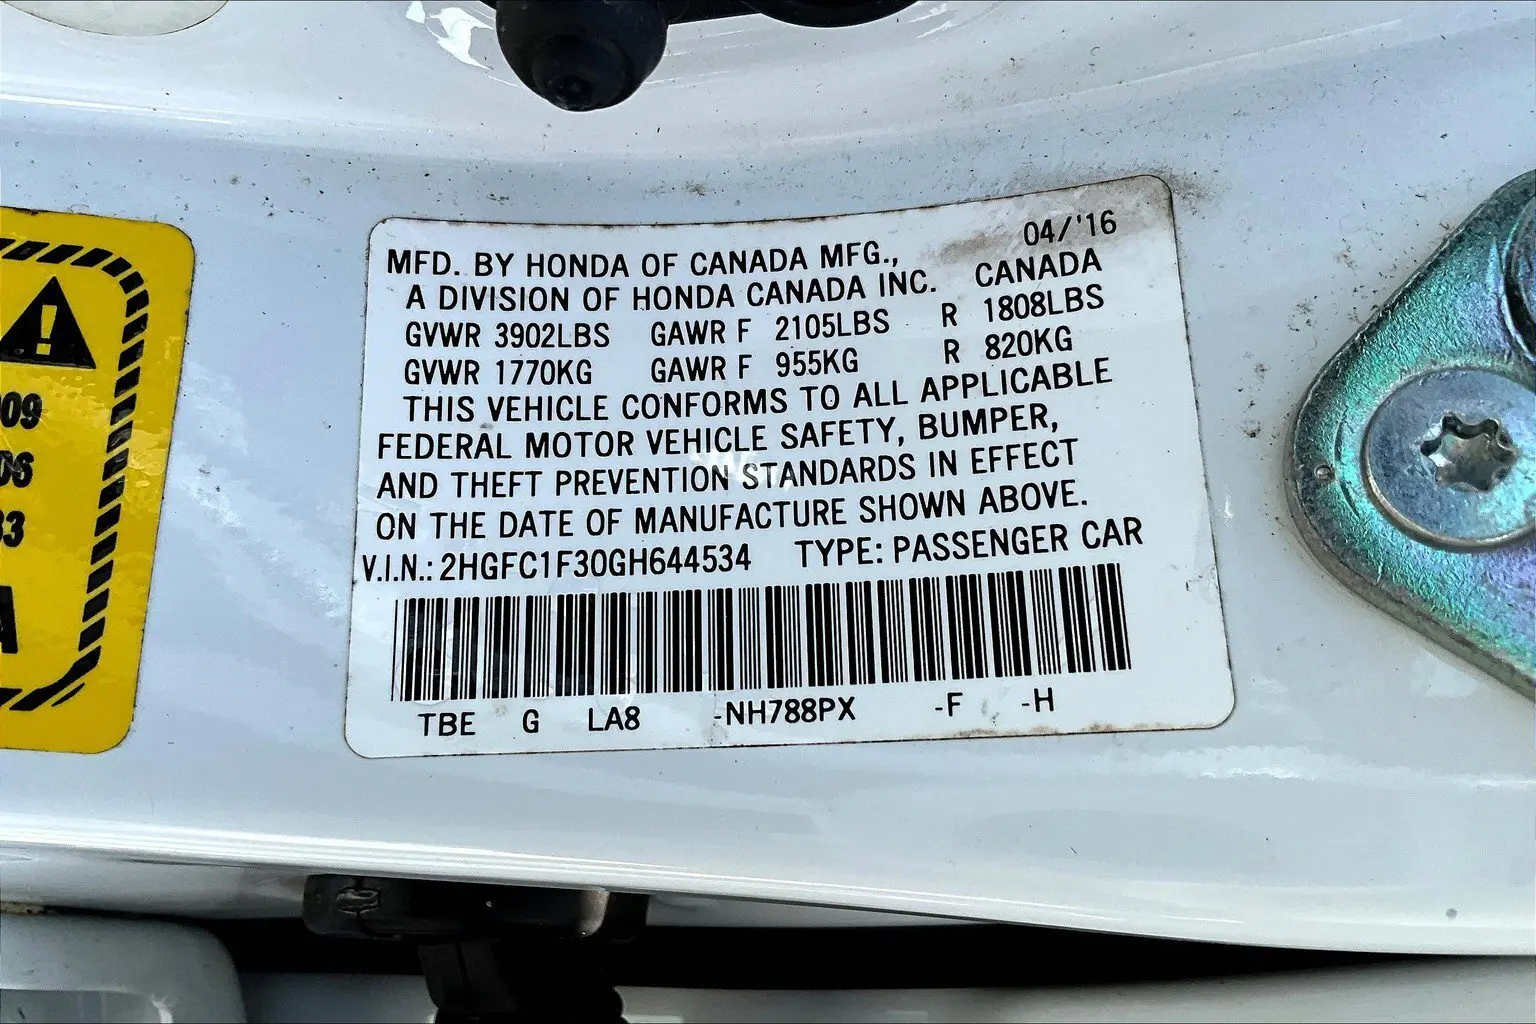 04/'16
MFD. BY HONDA OF CANADA MFG.,
A DIVISION OF HONDA CANADA INC. CANADA
GVWR 3902LBS GAWR F 2105LBS R 1808LBS
GVWR 1770KG GAWR F 955KG R 820KG
THIS VEHICLE CONFORMS TO ALL APPLICABLE
FEDERAL MOTOR VEHICLE SAFETY, BUMPER,
AND THEFT PREVENTION STANDARDS IN EFFECT
ON THE DATE OF MANUFACTURE SHOWN ABOVE.
V.I.N.: 2HGFC1F30GH644534 TYPE: PASSENGER CAR
TBE G LA8 -NH788PX -F -H